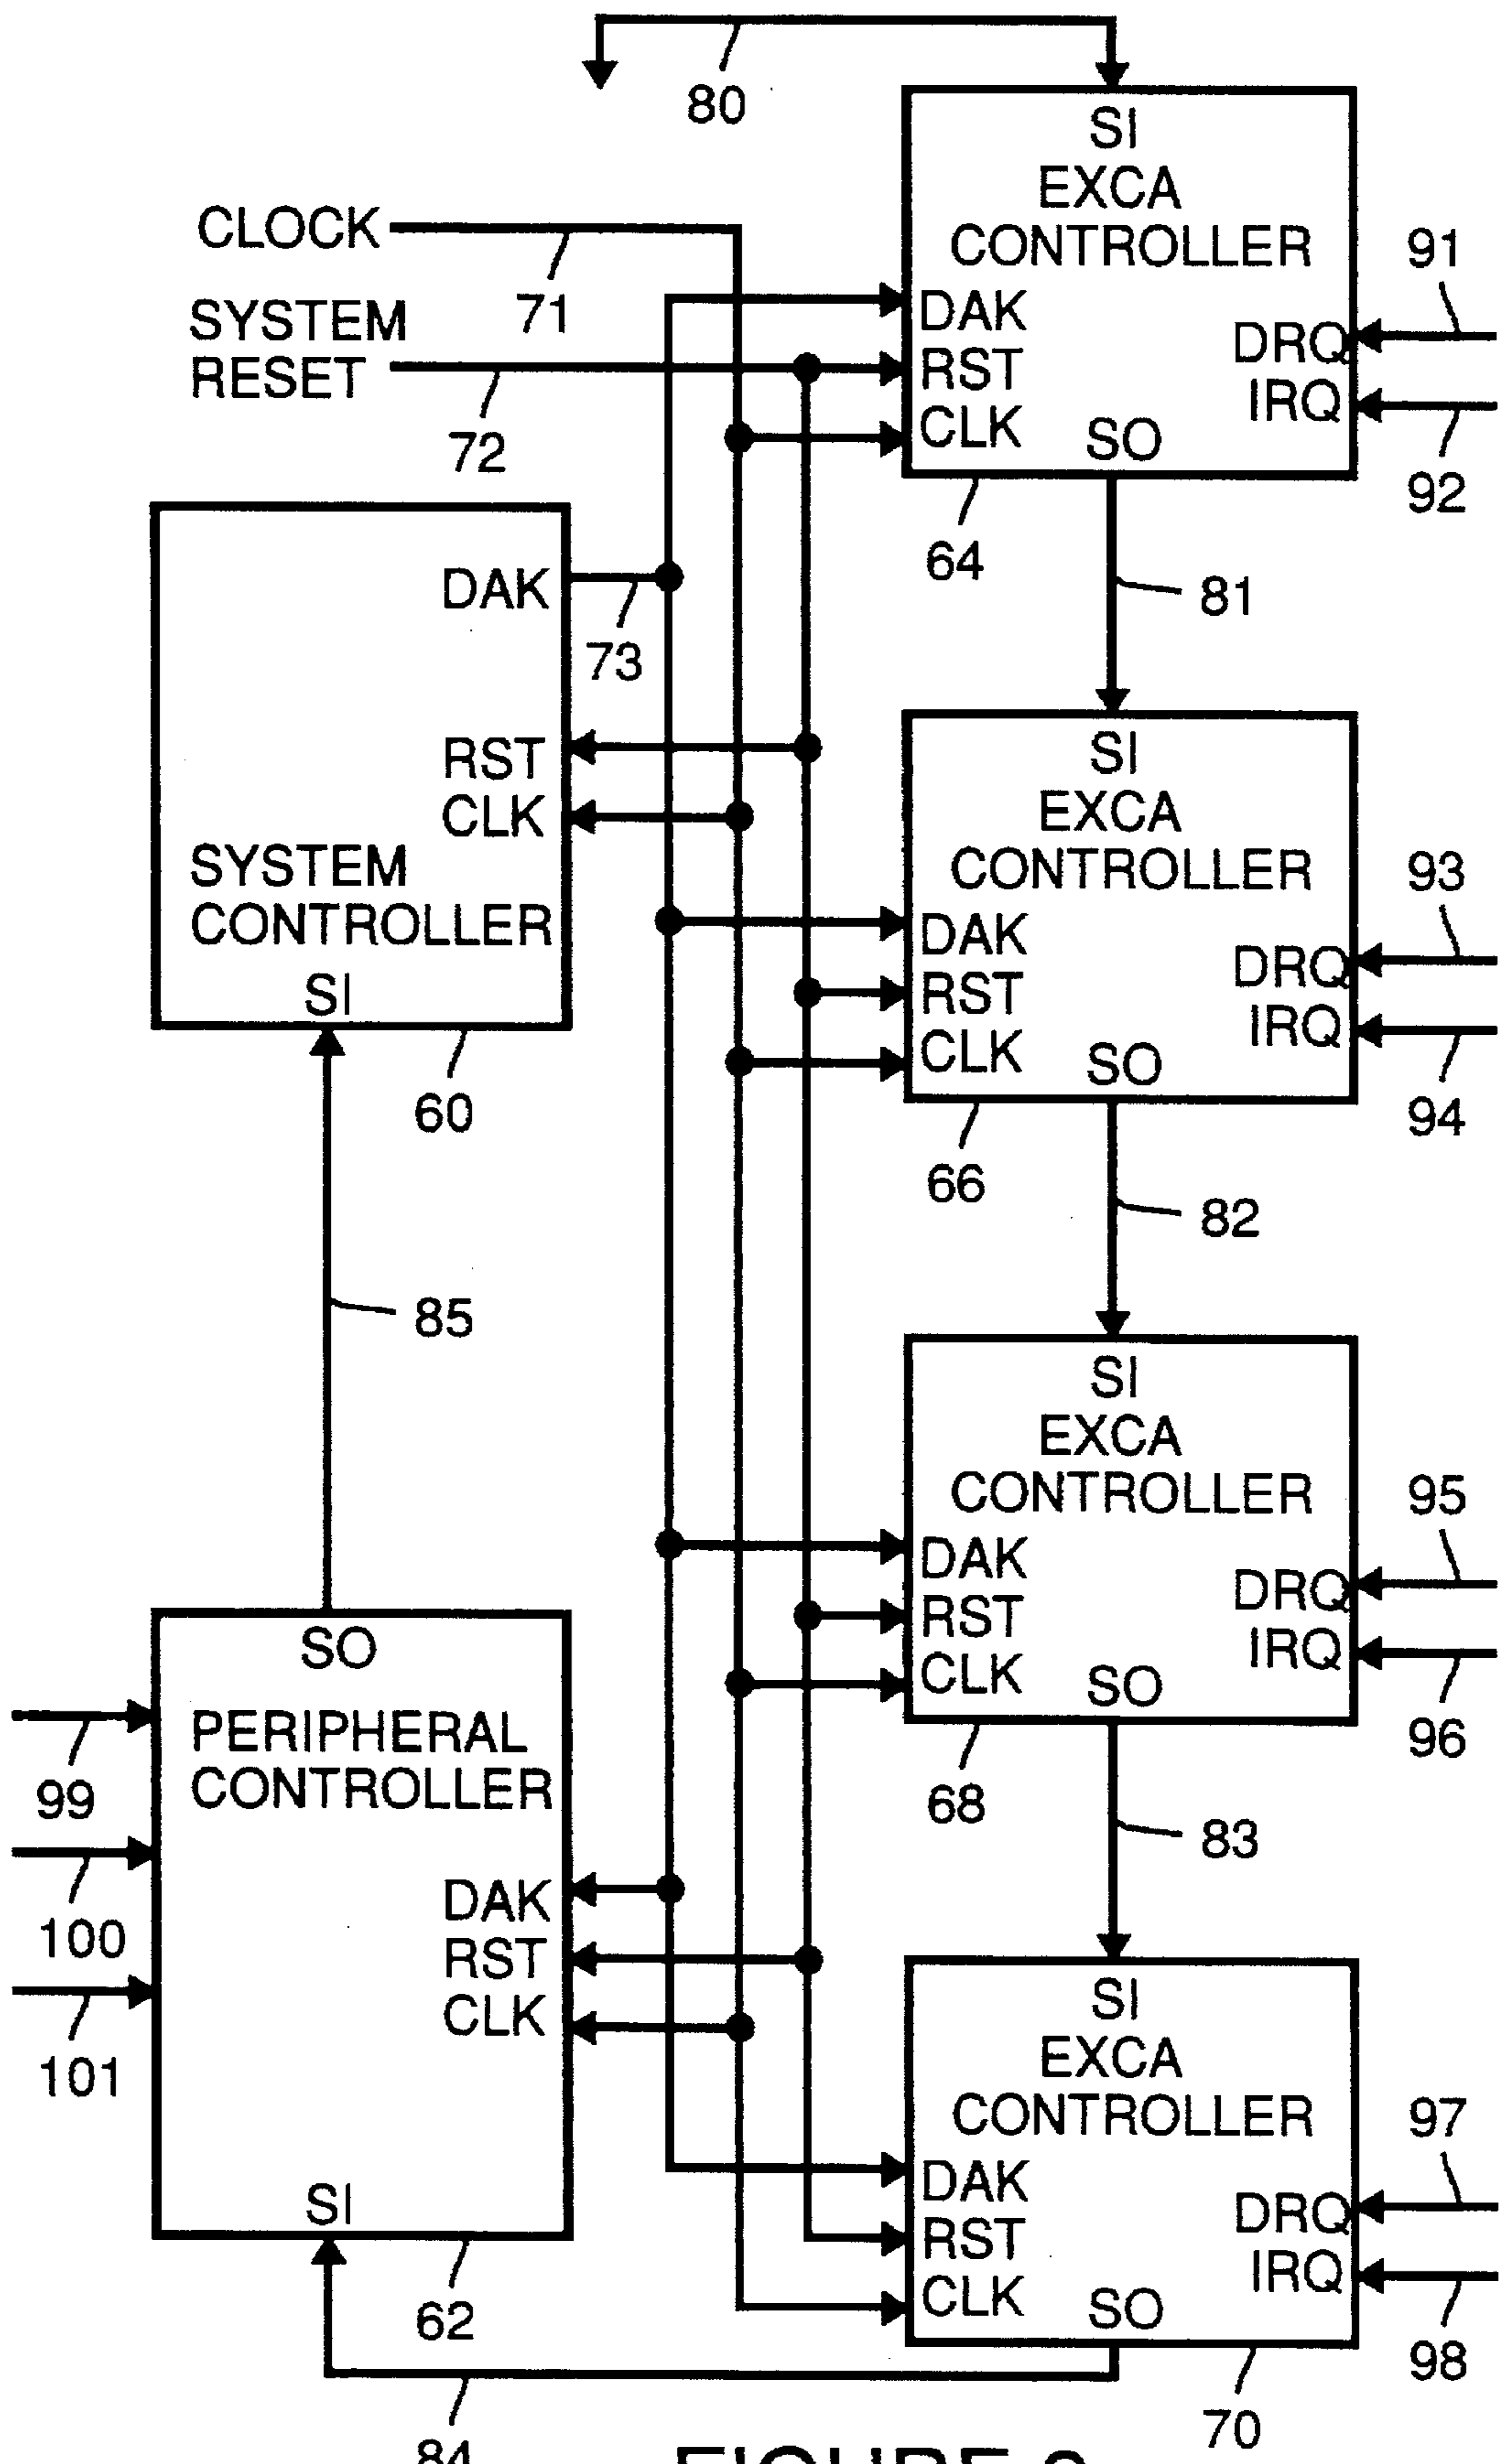 80
SI
EXCA
CONTROLLER
DAK
RST
CLK
DRQ
IRQ
SO
91
92
64
CLOCK
71
SYSTEM
RESET
72
DAK
73
RST
CLK
SYSTEM
CONTROLLER
SI
60
81
SI
EXCA
CONTROLLER
DAK
RST
CLK
DRQ
IRQ
SO
93
94
66
82
85
SI
EXCA
CONTROLLER
DAK
RST
CLK
DRQ
IRQ
SO
95
96
68
83
SO
PERIPHERAL
CONTROLLER
99
100
101
DAK
RST
CLK
SI
62
SI
EXCA
CONTROLLER
DAK
RST
CLK
DRQ
IRQ
SO
97
98
70
84